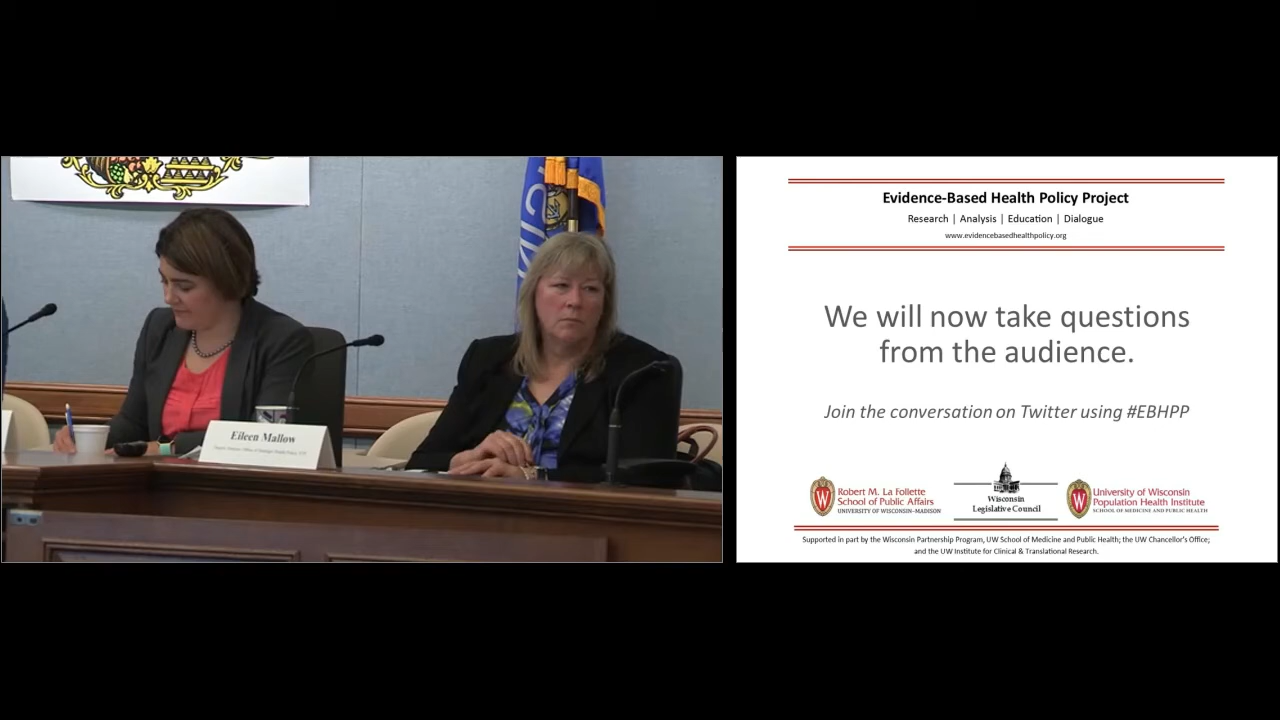 Eileen Mallow
Evidence-Based Health Policy Project
Research | Analysis | Education | Dialogue
www.evidencebasedhealthpolicy.org
We will now take questions
from the audience.
Join the conversation on Twitter using #EBHPP
Robert M. La Follette
School of Public Affairs
UNIVERSITY OF WISCONSIN–MADISON
Wisconsin
Legislative Council
University of Wisconsin
Population Health Institute
SCHOOL OF MEDICINE AND PUBLIC HEALTH
Supported in part by the Wisconsin Partnership Program, UW School of Medicine and Public Health; the UW Chancellor's Office;
and the UW Institute for Clinical & Translational Research.